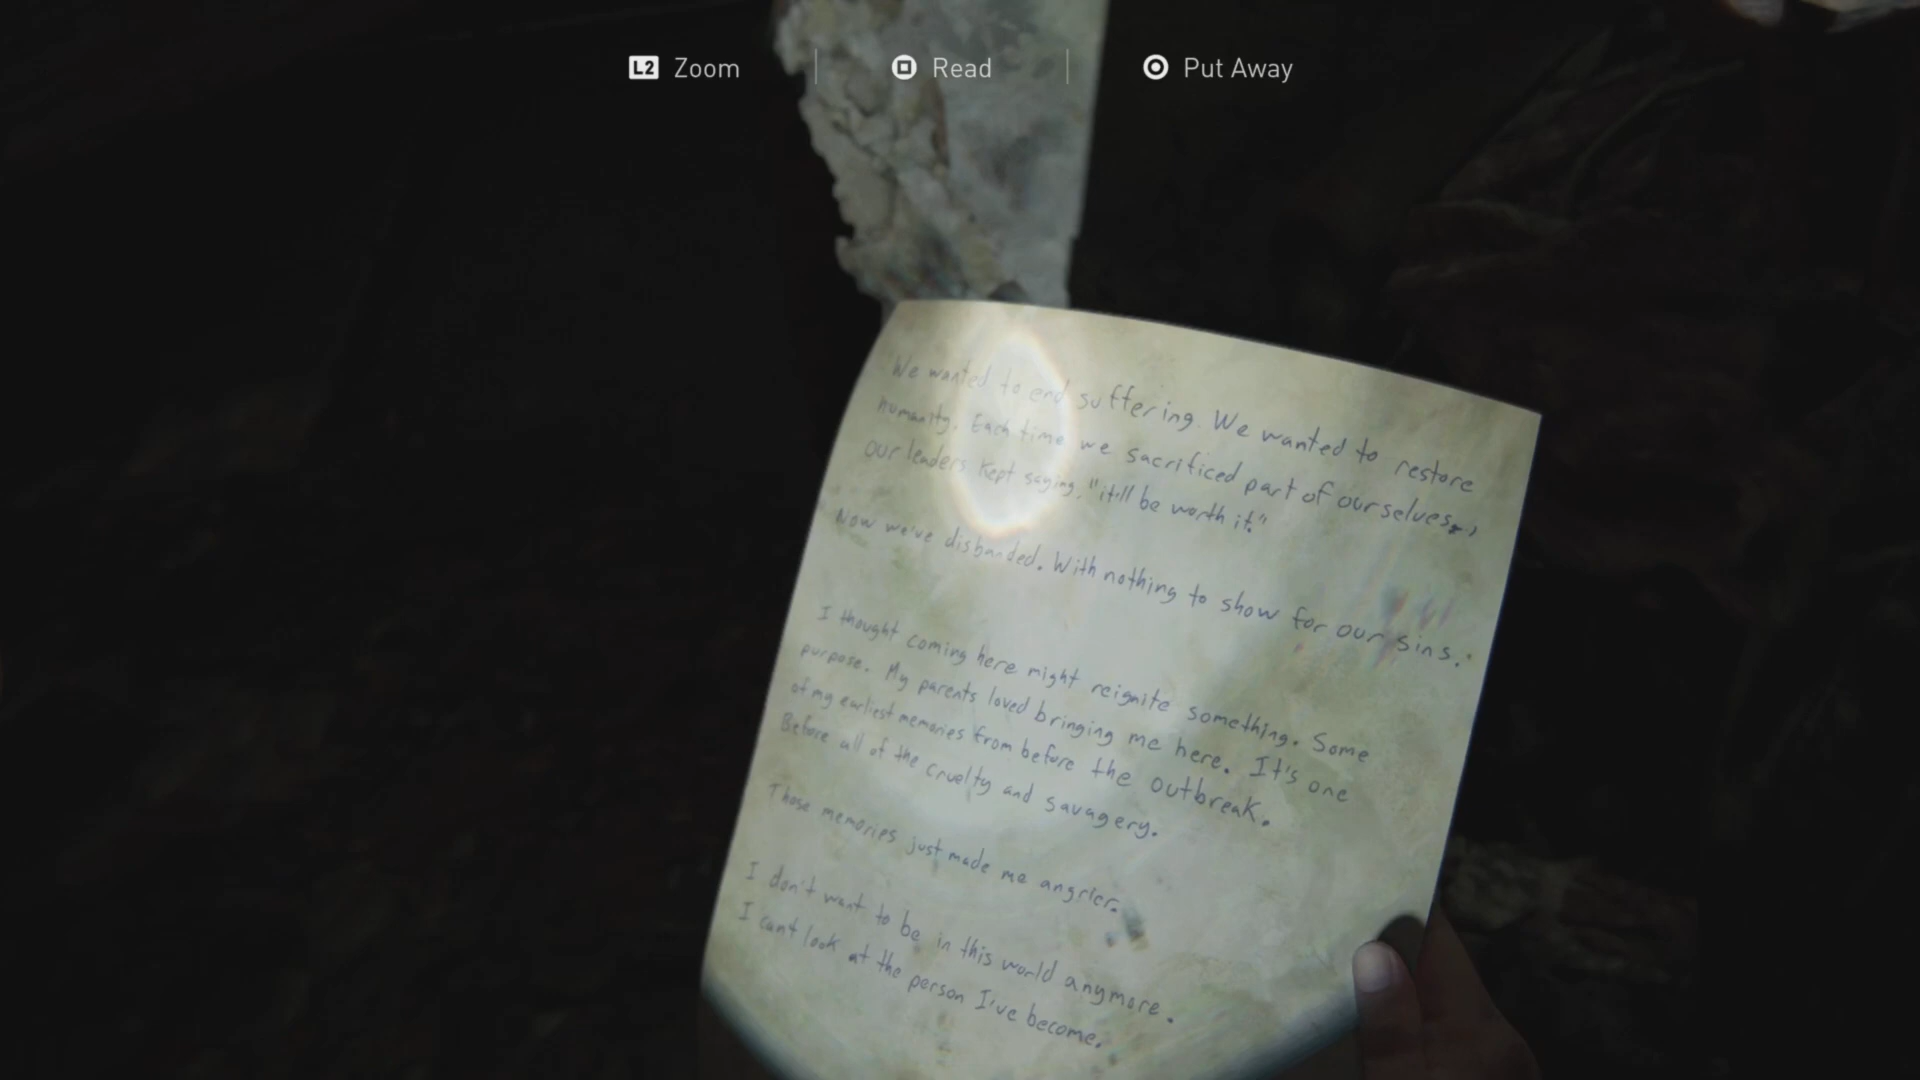 L2 Zoom Read Put Away
We wanted to end suffering. We wanted to restore
humanity. Each time we sacrificed part of ourselves,
our leaders kept saying, "it'll be worth it."
Now we've disbanded. With nothing to show for our sins.
I thought coming here might reignite something. Some
purpose. My parents loved bringing me here. It's one
of my earliest memories from before the outbreak.
Before all of the cruelty and savagery.
Those memories just made me angrier.
I don't want to be in this world anymore.
I can't look at the person I've become.